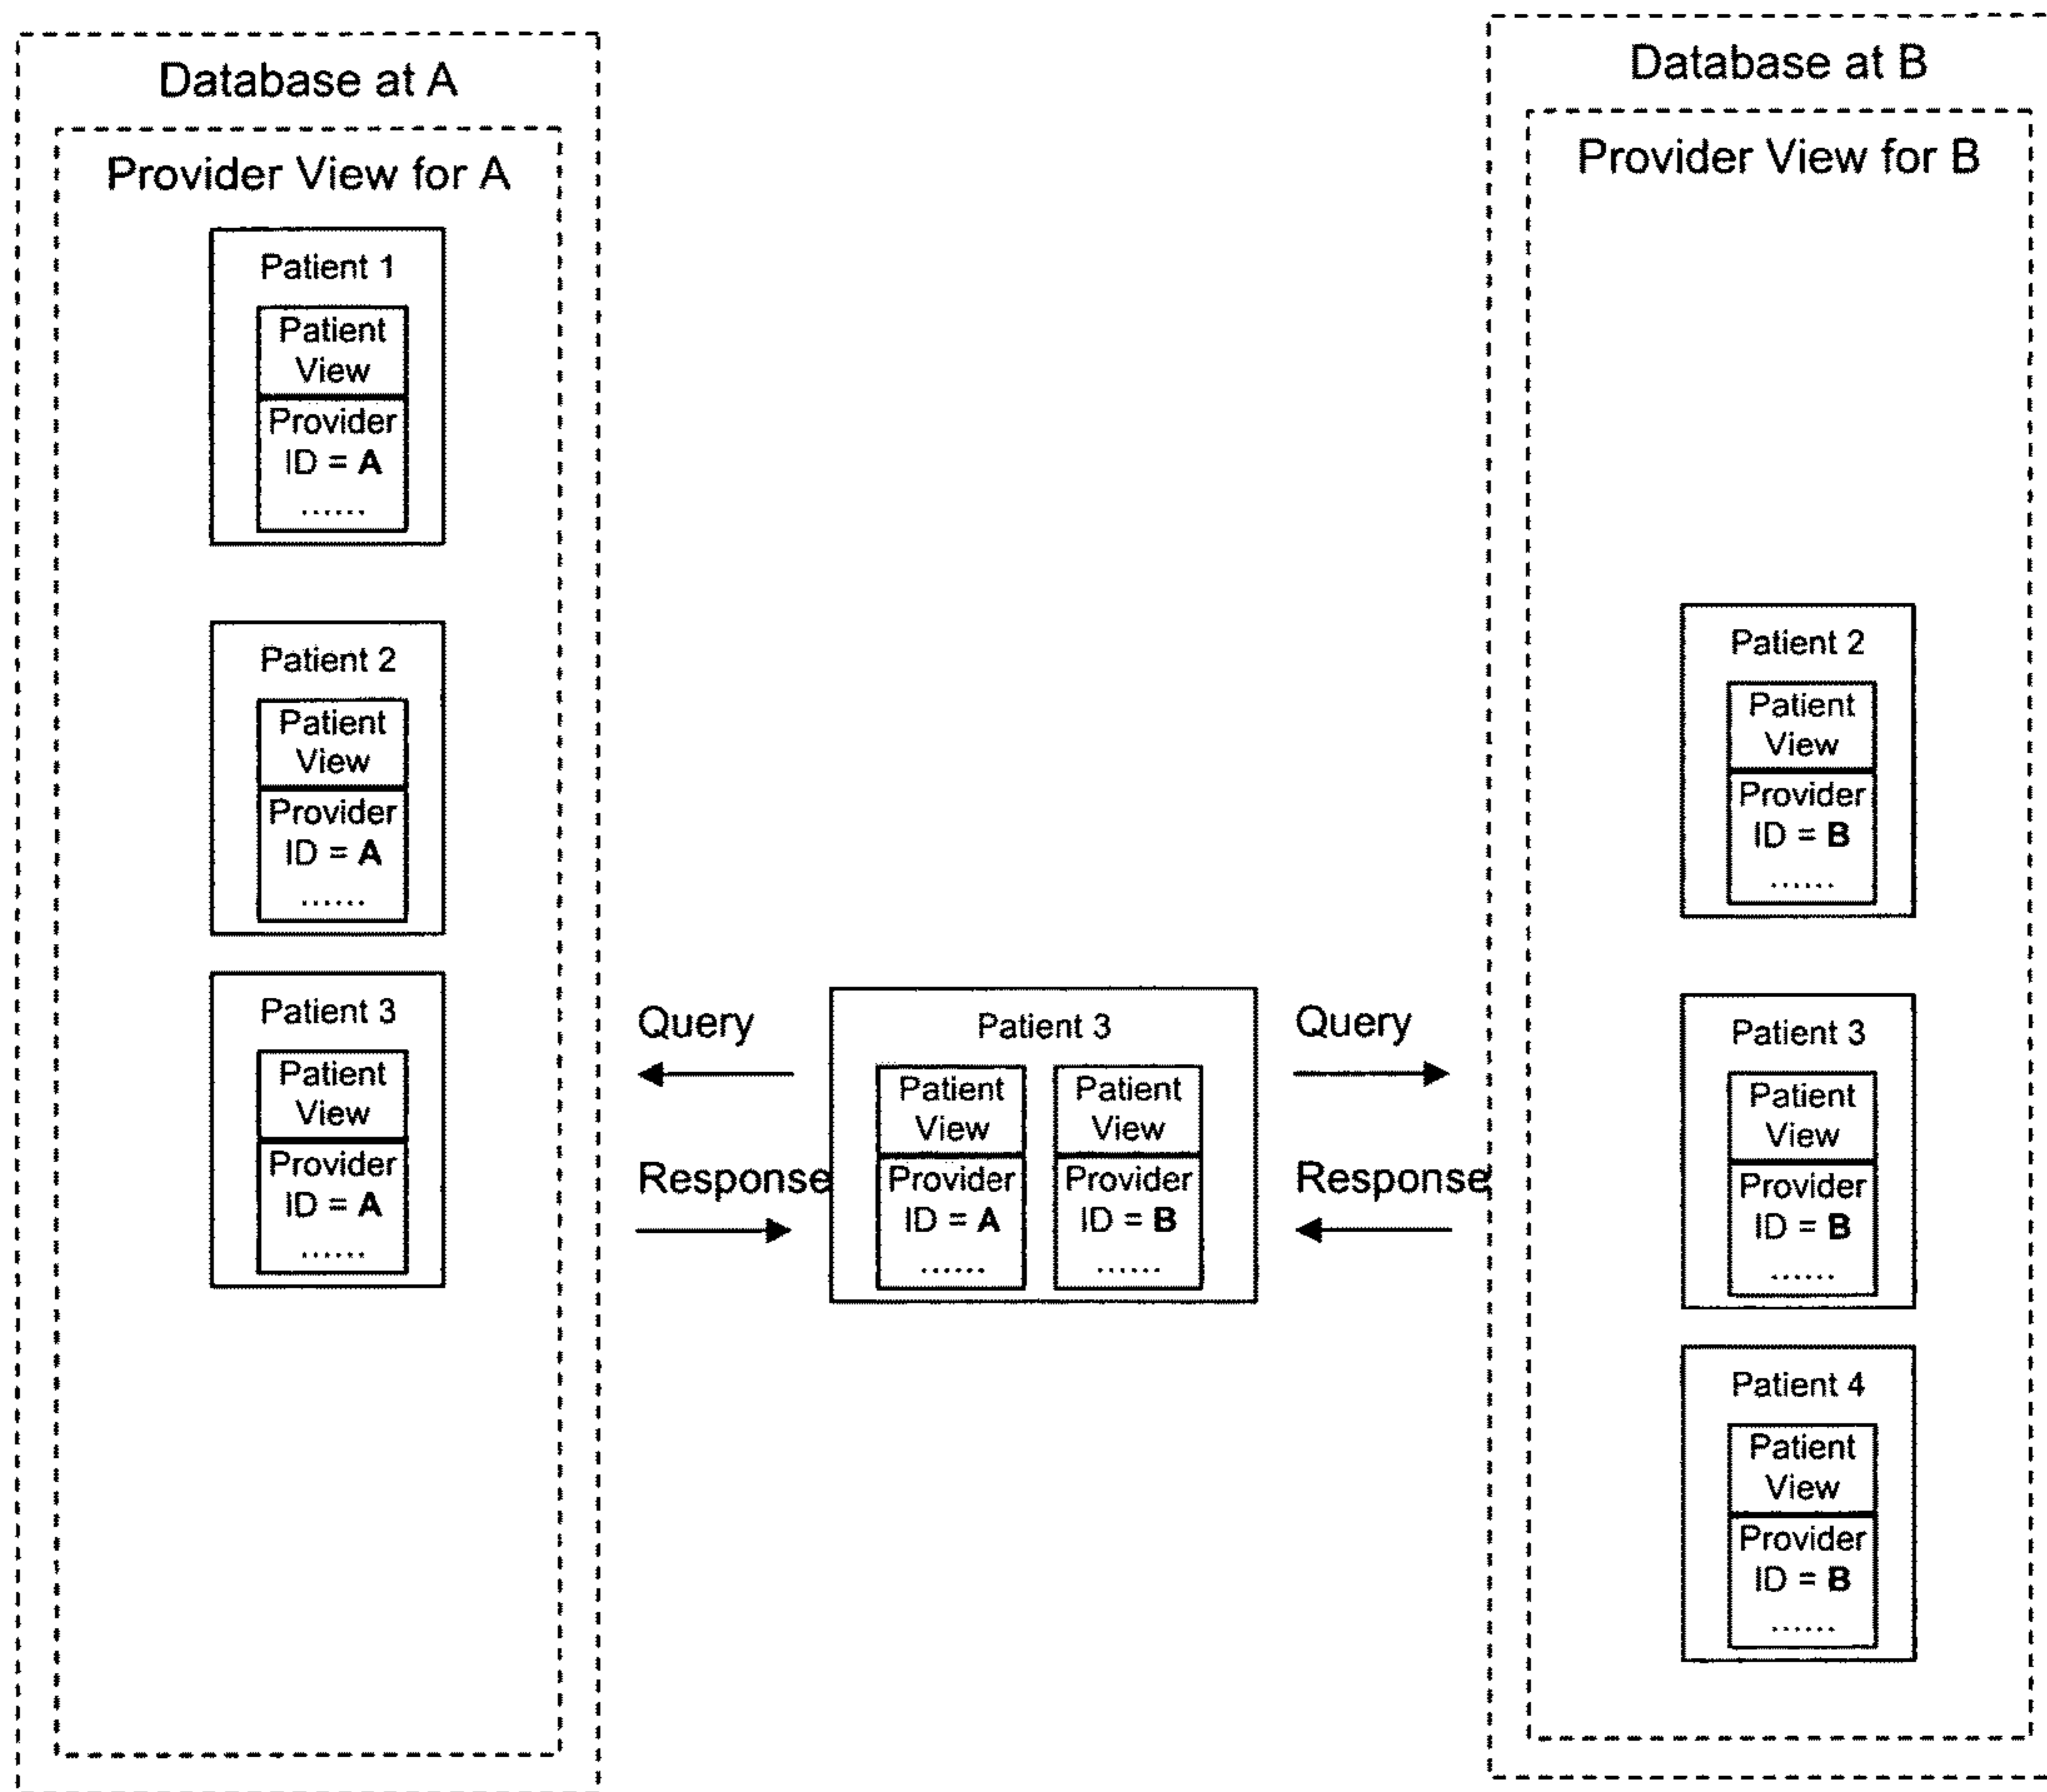 Database at A
Provider View for A
Patient 1
Patient
View
Provider
ID = A
......
Patient 2
Patient
View
Provider
ID = A
......
Patient 3
Patient
View
Provider
ID = A
......
Query
Response
Patient 3
Patient
View
Provider
ID = A
......
Patient
View
Provider
ID = B
......
Query
Response
Database at B
Provider View for B
Patient 2
Patient
View
Provider
ID = B
......
Patient 3
Patient
View
Provider
ID = B
......
Patient 4
Patient
View
Provider
ID = B
......